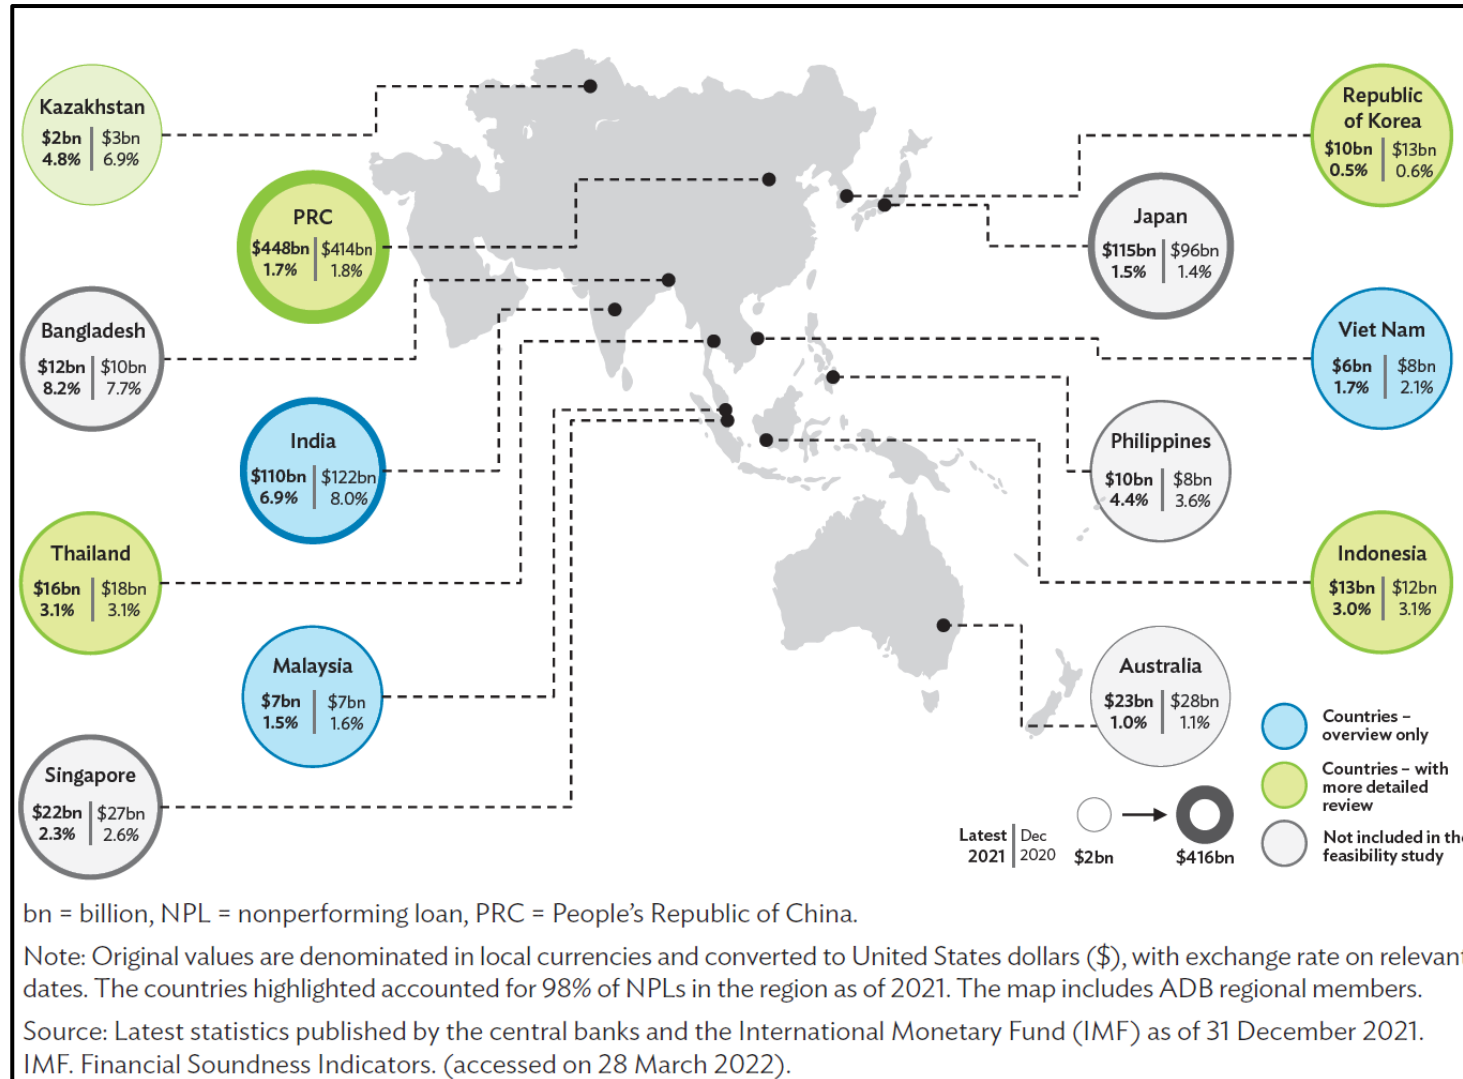 Kazakhstan
$2bn $3bn
4.8% 6.9%
PRC
$448bn $414bn
1.7% 1.8%
Bangladesh
$12bn $10bn
8.2% 7.7%
India
$110bn $122bn
6.9% 8.0%
Thailand
$16bn $18bn
3.1% 3.1%
Malaysia
$7bn $7bn
1.5% 1.6%
Singapore
$22bn $27bn
2.3% 2.6%
Republic
of Korea
$10bn $13bn
0.5% 0.6%
Japan
$115bn $96bn
1.5% 1.4%
Viet Nam
$6bn $8bn
1.7% 2.1%
Philippines
$10bn $8bn
4.4% 3.6%
Indonesia
$13bn $12bn
3.0% 3.1%
Australia
$23bn $28bn
1.0% 1.1%
Countries –
overview only
Countries – with
more detailed
review
Not included in the
feasibility study
Latest Dec
2021 2020
$2bn $416bn
bn = billion, NPL = nonperforming loan, PRC = People's Republic of China.
Note: Original values are denominated in local currencies and converted to United States dollars ($), with exchange rate on relevant
dates. The countries highlighted accounted for 98% of NPLs in the region as of 2021. The map includes ADB regional members.
Source: Latest statistics published by the central banks and the International Monetary Fund (IMF) as of 31 December 2021.
IMF. Financial Soundness Indicators. (accessed on 28 March 2022).